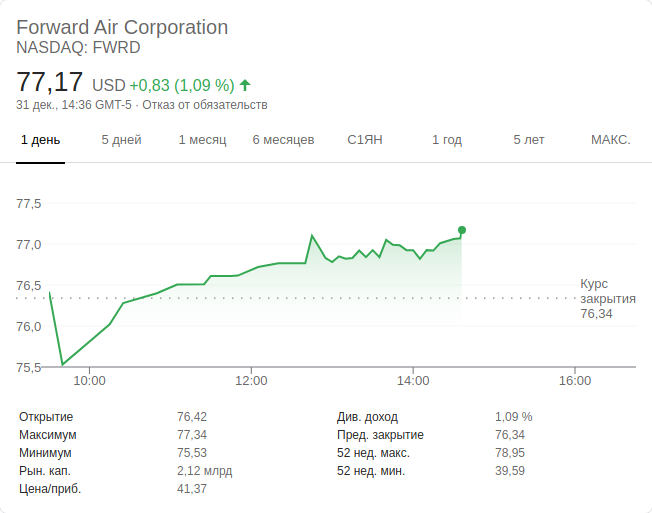 Forward Air Corporation
NASDAQ: FWRD
77,17 USD +0,83 (1,09 %)
31 дек., 14:36 GMT-5 · Отказ от обязательств
1 день 5 дней 1 месяц 6 месяцев С1ЯН 1 год 5 лет МАКС.
77,5
77,0
76,5
76,0
75,5
Курс
закрытия
76,34
10:00 12:00 14:00 16:00
Открытие 76,42 Див. доход 1,09 %
Максимум 77,34 Пред. закрытие 76,34
Минимум 75,53 52 нед. макс. 78,95
Рын. кап. 2,12 млрд 52 нед. мин. 39,59
Цена/приб. 41,37